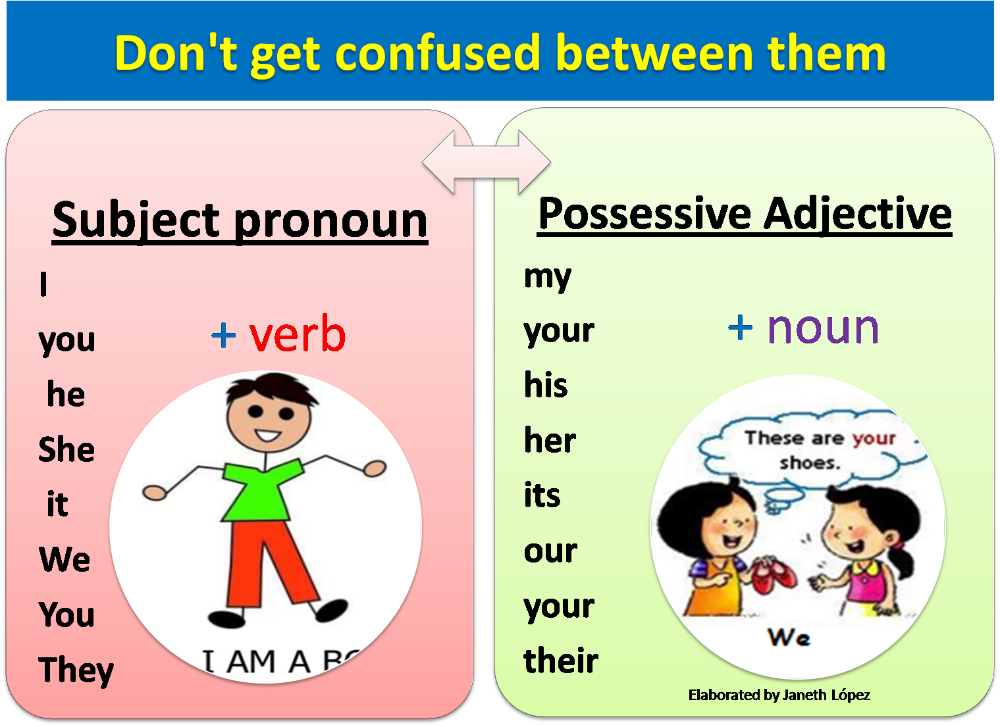 Don't get confused between them
Subject pronoun
I
you
he
She
it
We
You
They
+ verb
I AM A
Possessive Adjective
my
your
his
her
its
our
your
their
+ noun
These are your
shoes.
We
Elaborated by Janeth López